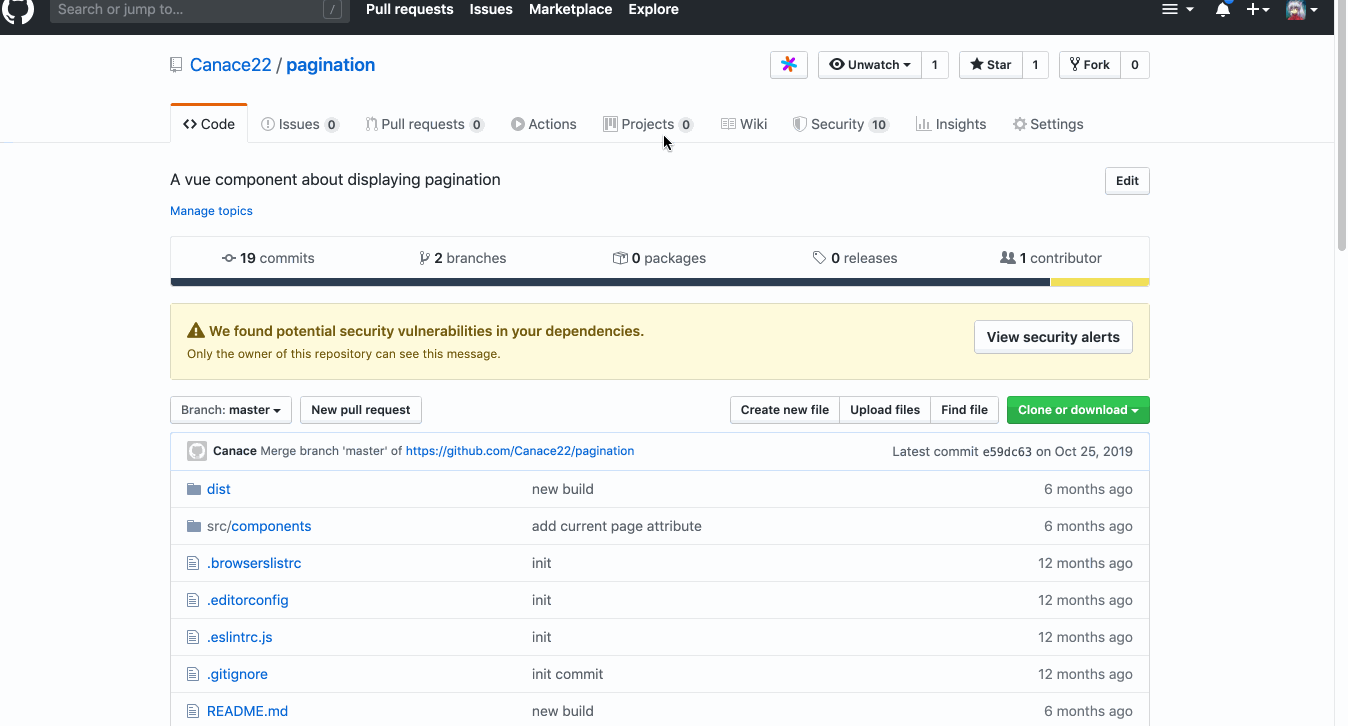 Search or jump to... /
Pull requests Issues Marketplace Explore
Canace22 / pagination
Unwatch 1 Star 1 Fork 0
Code Issues 0 Pull requests 0 Actions Projects 0 Wiki Security 10 Insights Settings
A vue component about displaying pagination Edit
Manage topics
19 commits 2 branches 0 packages 0 releases 1 contributor
We found potential security vulnerabilities in your dependencies.
Only the owner of this repository can see this message.
View security alerts
Branch: master New pull request Create new file Upload files Find file Clone or download
Canace Merge branch 'master' of https://github.com/Canace22/pagination Latest commit e59dc63 on Oct 25, 2019
dist new build 6 months ago
src/components add current page attribute 6 months ago
.browserslistrc init 12 months ago
.editorconfig init 12 months ago
.eslintrc.js init 12 months ago
.gitignore init commit 12 months ago
README.md new build 6 months ago